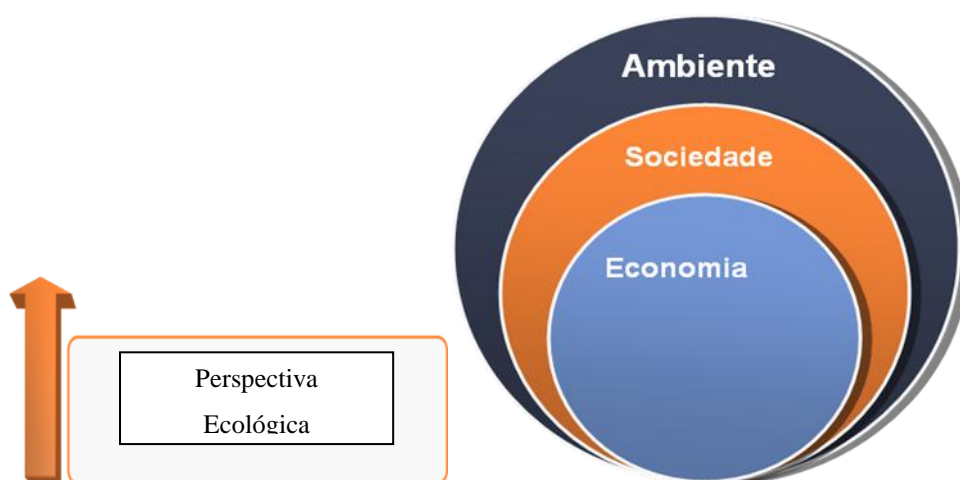 Ambiente
Sociedade
Economia
Perspectiva
Ecológica